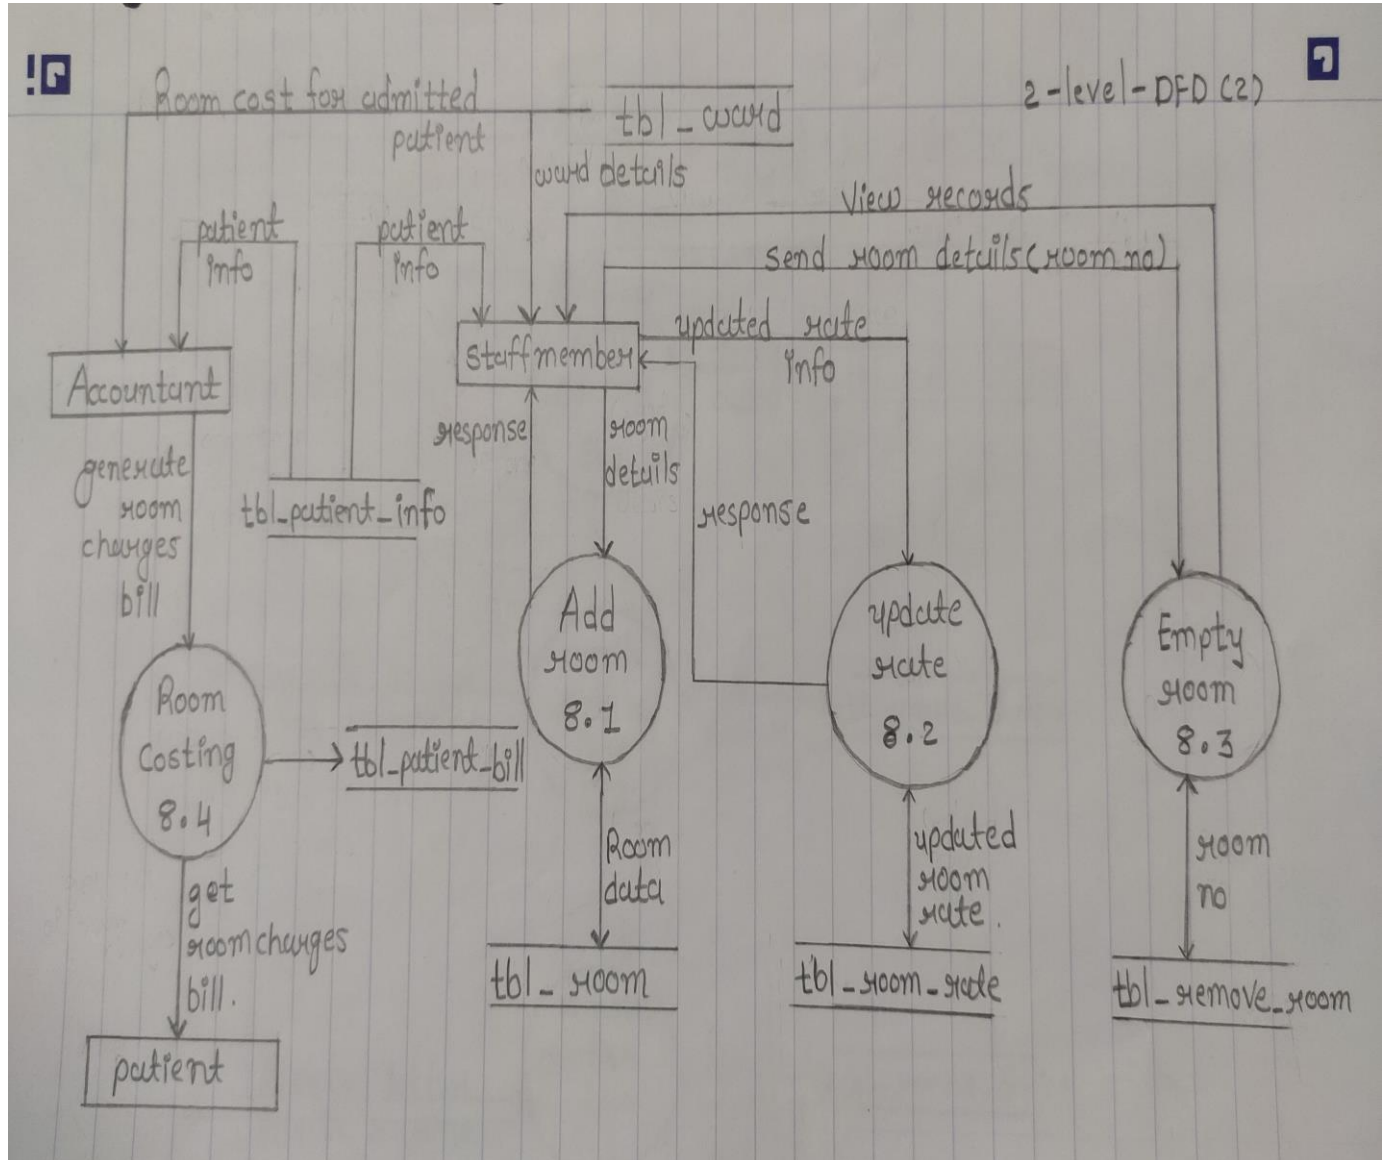 2-level-DFD (2)
Room cost for admitted
patient
tbl_ward
ward details
View records
Send room details (room no)
patient
info
patient
info
updated rate
info
Accountant
Staffmember
response
room
details
response
generate
room
charges
bill
tbl_patient_info
Add
room
8.1
update
rate
8.2
Empty
room
8.3
Room
Costing
8.4
tbl_patient_bill
Room
data
updated
room
rate.
room
no
get
room charges
bill.
tbl_room
tbl_room_rate
tbl_remove_room
patient